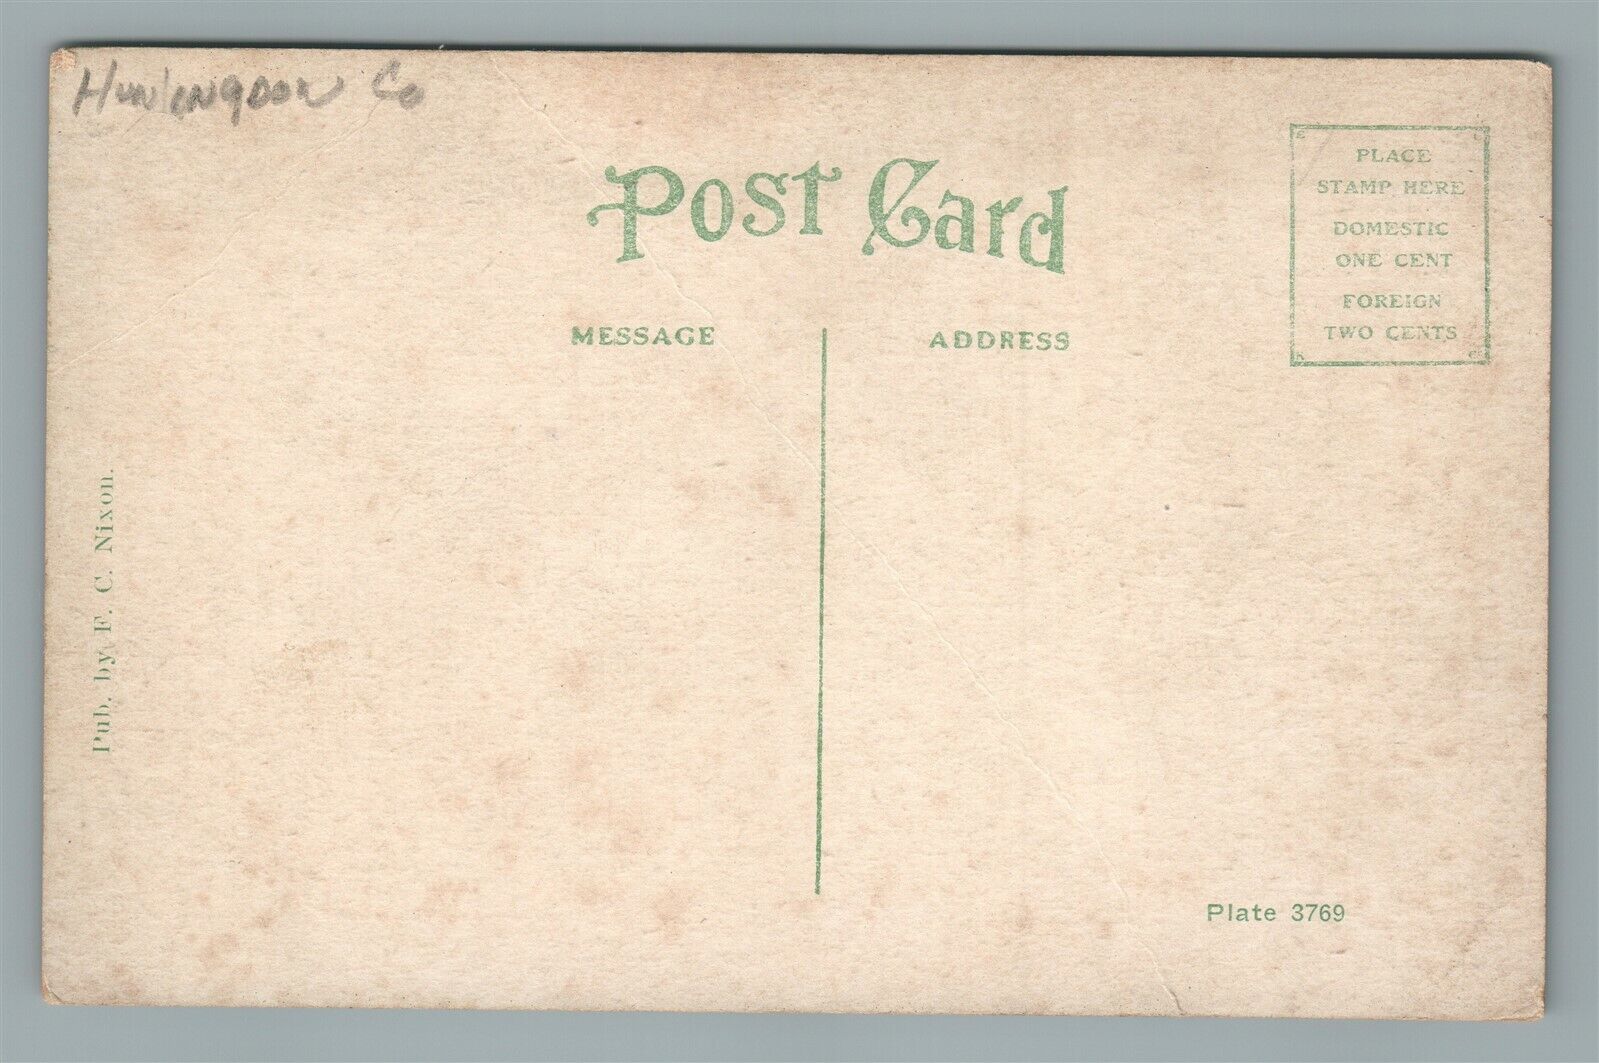 Huntingdon Co
Post Card
PLACE
STAMP HERE
DOMESTIC
ONE CENT
FOREIGN
TWO CENTS
MESSAGE
ADDRESS
Pub. by F. C. Nixon.
Plate 3769